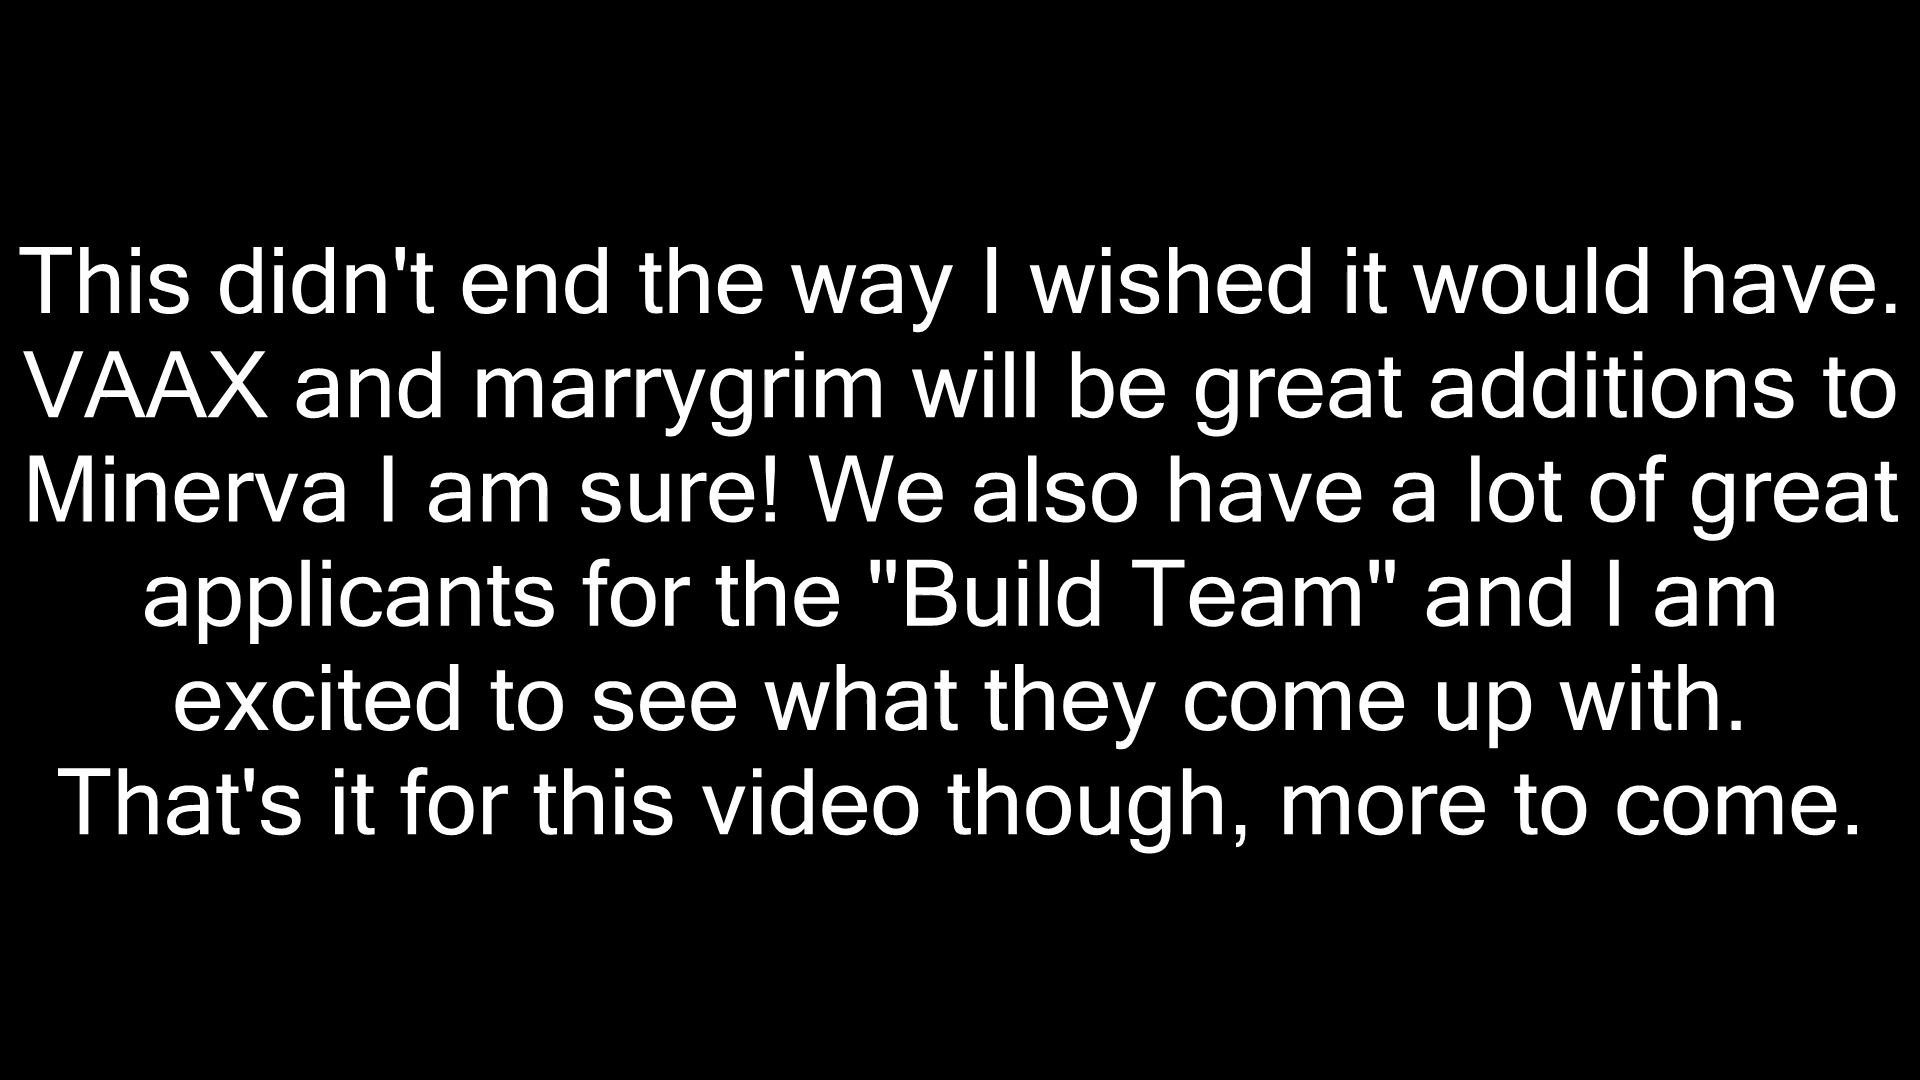 This didn't end the way I wished it would have.
VAAX and marrygrim will be great additions to
Minerva I am sure! We also have a lot of great
applicants for the "Build Team" and I am
excited to see what they come up with.
That's it for this video though, more to come.